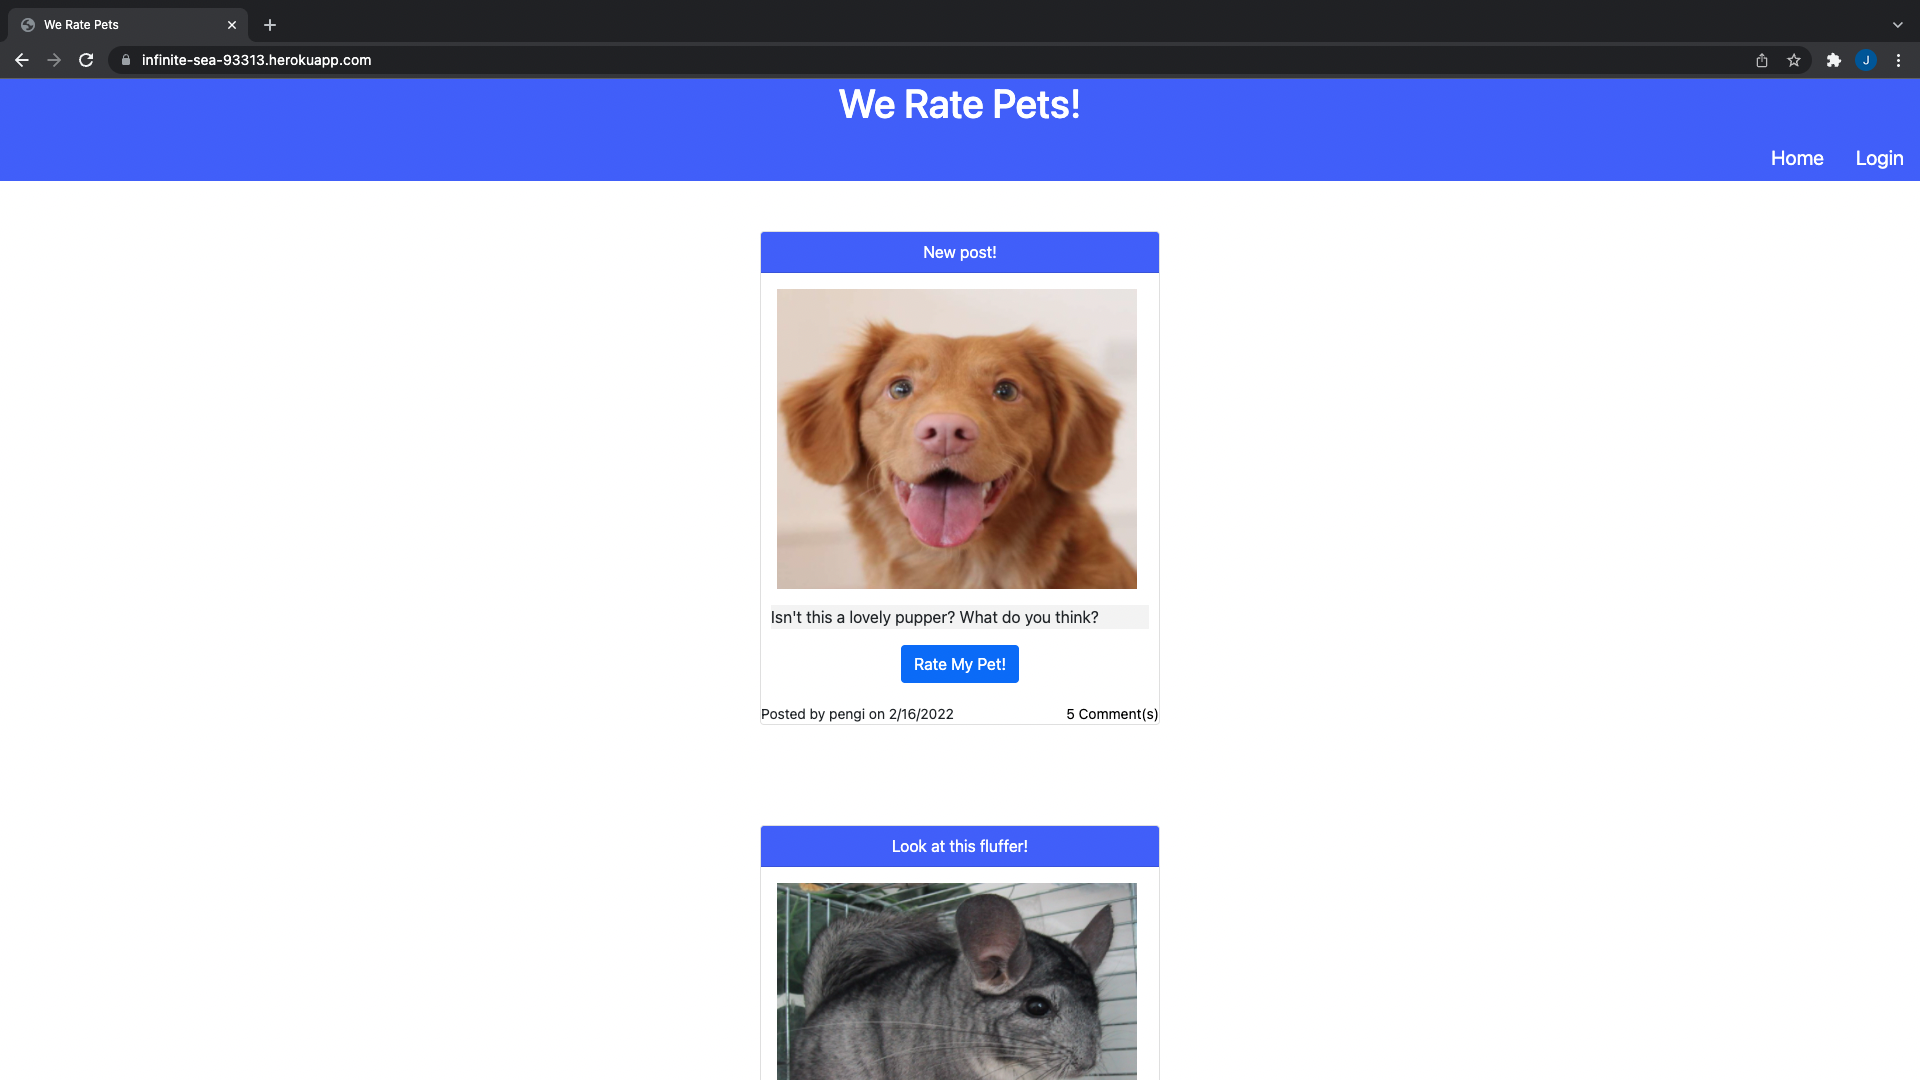 We Rate Pets
infinite-sea-93313.herokuapp.com
J
We Rate Pets!
Home Login
New post!
Isn't this a lovely pupper? What do you think?
Rate My Pet!
Posted by pengi on 2/16/2022 5 Comment(s)
Look at this fluffer!